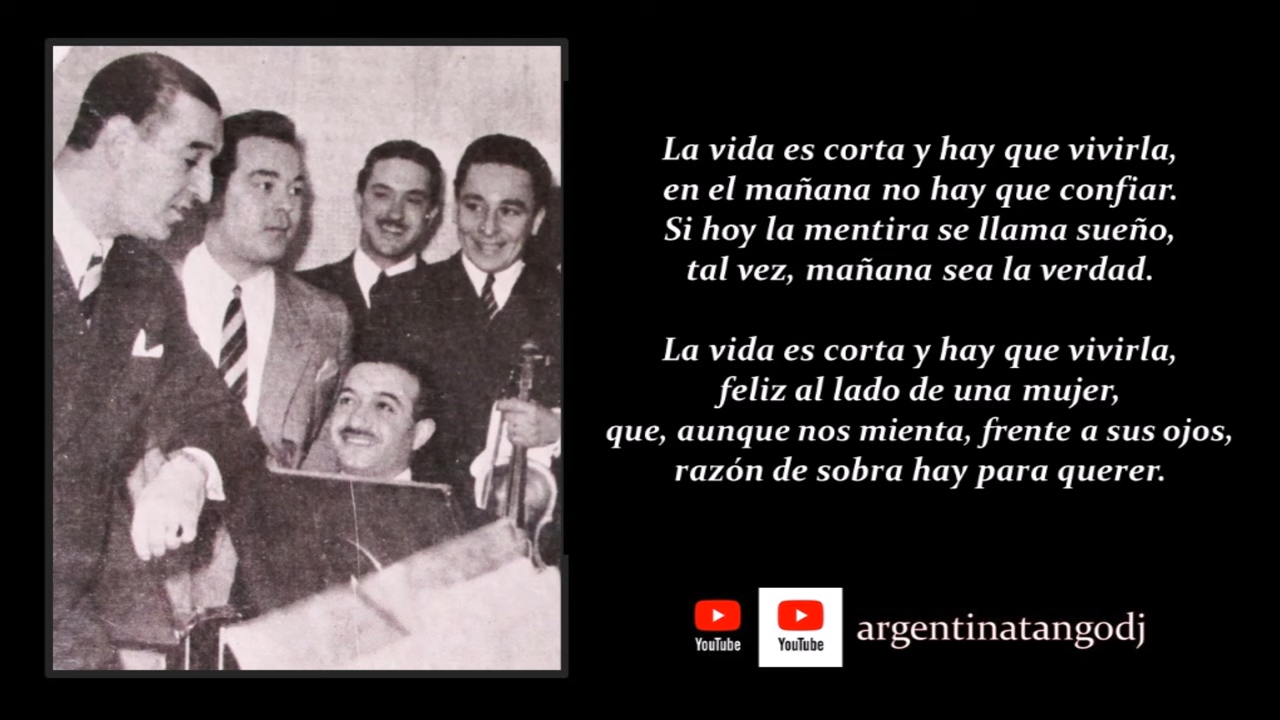 La vida es corta y hay que vivirla,
en el mañana no hay que confiar.
Si hoy la mentira se llama sueño,
tal vez, mañana sea la verdad.
La vida es corta y hay que vivirla,
feliz al lado de una mujer,
que, aunque nos mienta, frente a sus ojos,
razón de sobra hay para querer.
YouTube YouTube argentinatangodj